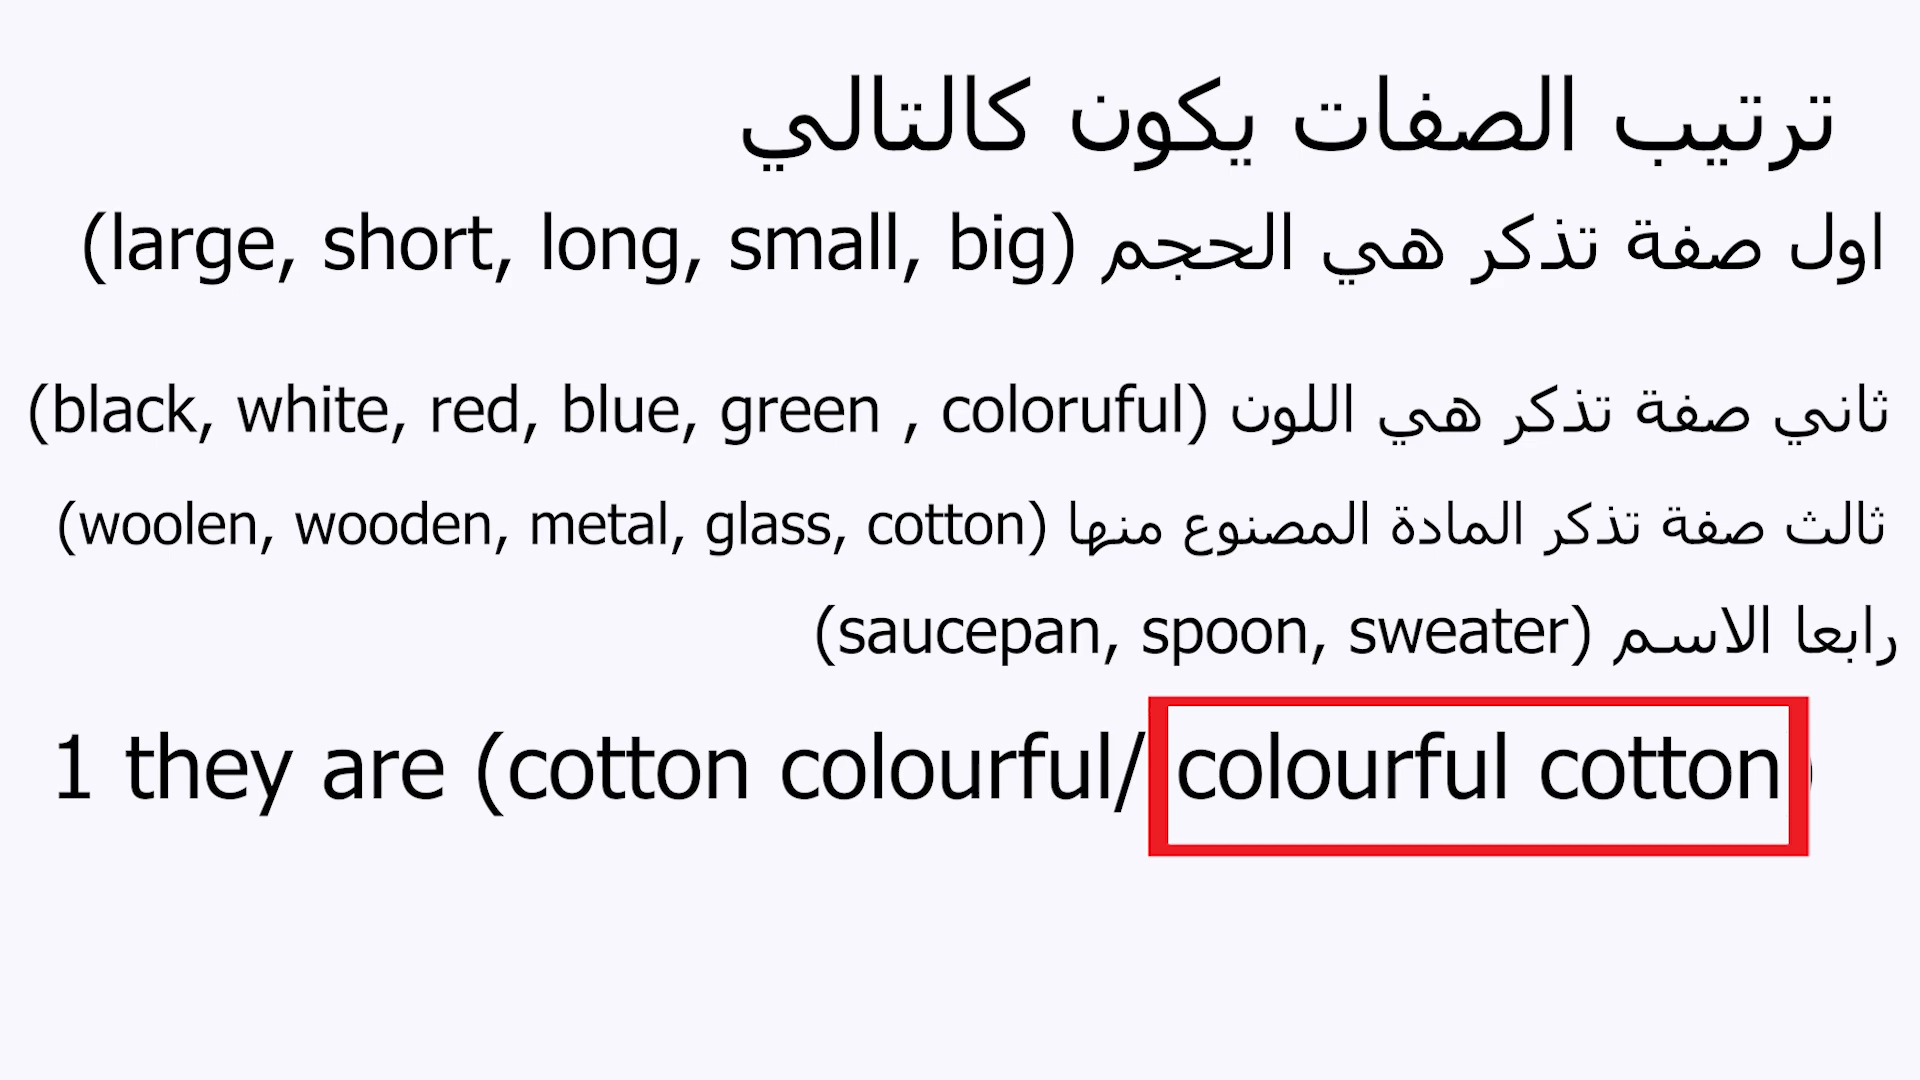 ترتيب الصفات يكون كالتالي
اول صفة تذكر هي الحجم (large, short, long, small, big)
ثاني صفة تذكر هي اللون (black, white, red, blue, green , coloruful)
ثالث صفة تذكر المادة المصنوع منها (woolen, wooden, metal, glass, cotton)
رابعا الاسم (saucepan, spoon, sweater)
1 they are (cotton colourful/ colourful cotton)